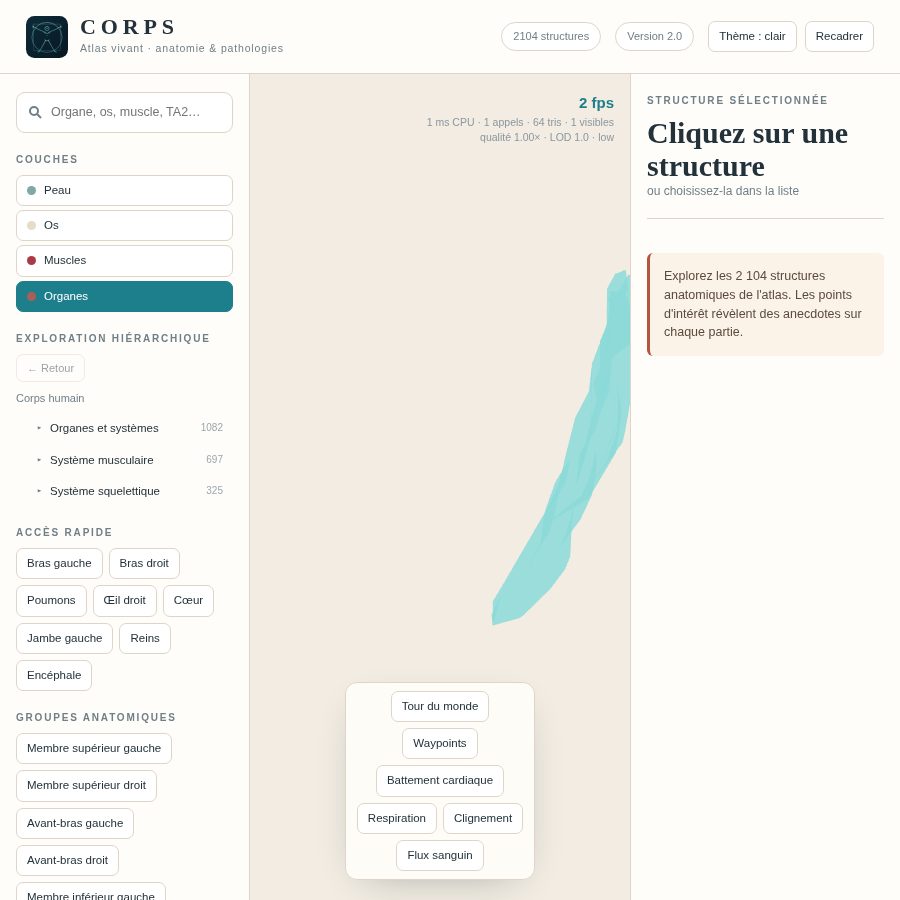 CORPS
Atlas vivant · anatomie & pathologies
2104 structures
Version 2.0
Thème : clair
Recadrer
Organe, os, muscle, TA2…
COUCHES
Peau
Os
Muscles
Organes
EXPLORATION HIÉRARCHIQUE
← Retour
Corps humain
Organes et systèmes 1082
Système musculaire 697
Système squelettique 325
ACCÈS RAPIDE
Bras gauche
Bras droit
Poumons
Œil droit
Cœur
Jambe gauche
Reins
Encéphale
GROUPES ANATOMIQUES
Membre supérieur gauche
Membre supérieur droit
Avant-bras gauche
Avant-bras droit
Membre inférieur gauche
2 fps
1 ms CPU · 1 appels · 64 tris · 1 visibles
qualité 1.00× · LOD 1.0 · low
Tour du monde
Waypoints
Battement cardiaque
Respiration
Clignement
Flux sanguin
STRUCTURE SÉLECTIONNÉE
Cliquez sur une
structure
ou choisissez-la dans la liste
Explorez les 2 104 structures
anatomiques de l'atlas. Les points
d'intérêt révèlent des anecdotes sur
chaque partie.